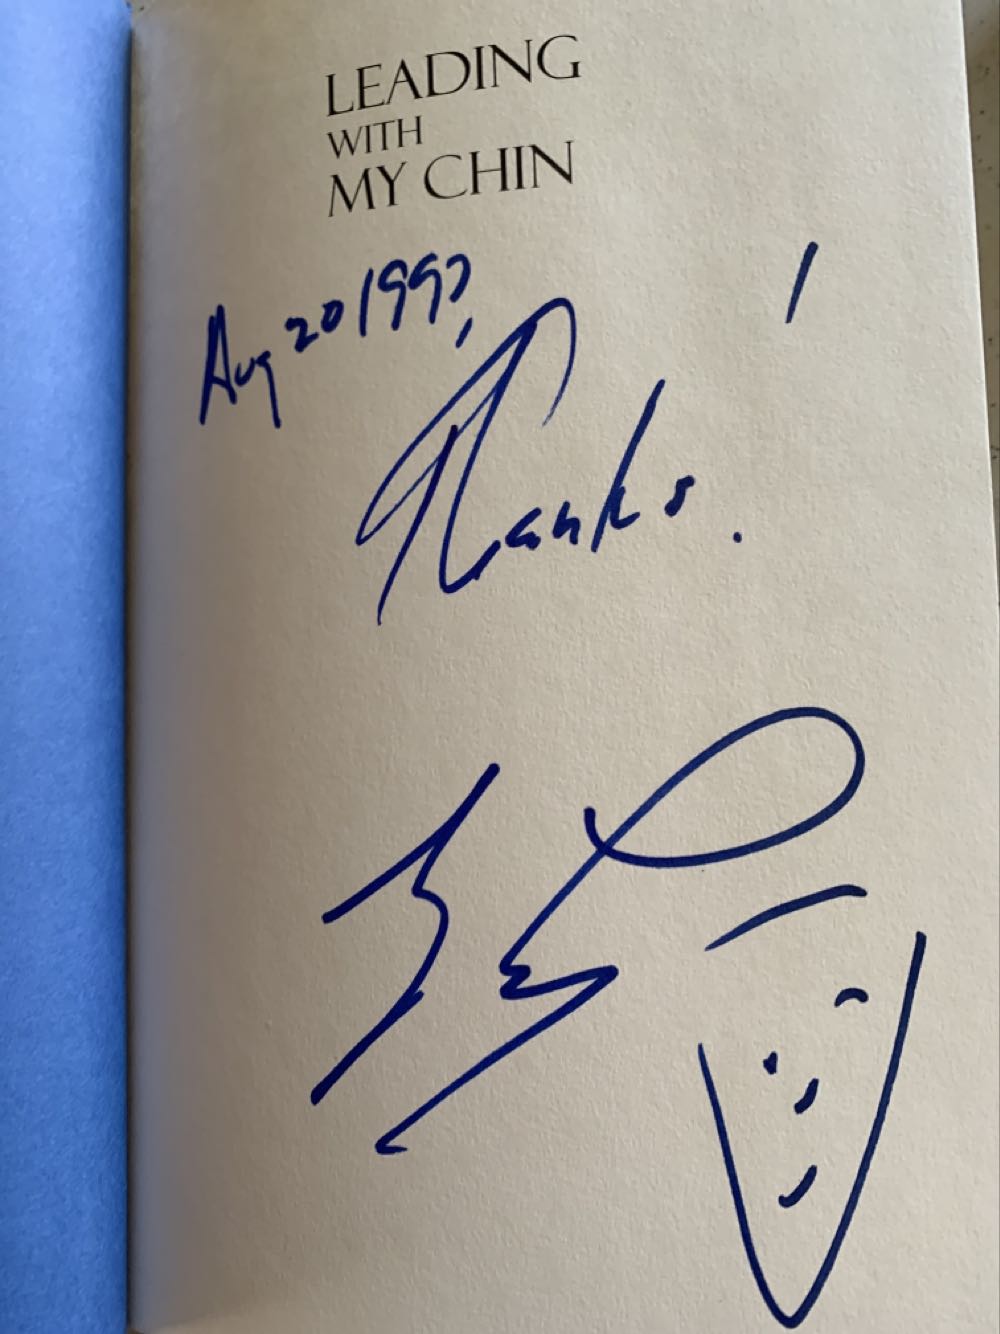 LEADING
WITH
MY CHIN
Aug 20 1997,
Thanks!